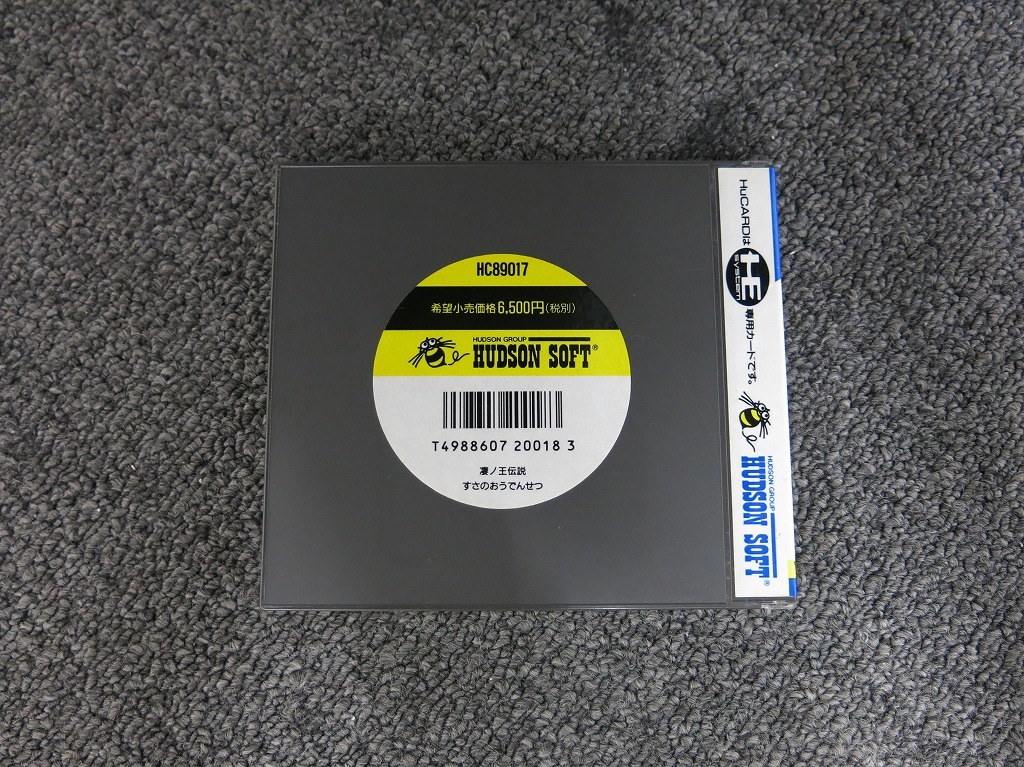 HC89017
希望小売価格6,500円(税別)
HUDSON GROUP
HUDSON SOFT®
T4988607 20018 3
凄ノ王伝説
すさのおうでんせつ
HuCARDは
HE
SYSTEM
専用カードです。
HUDSON GROUP
HUDSON SOFT®